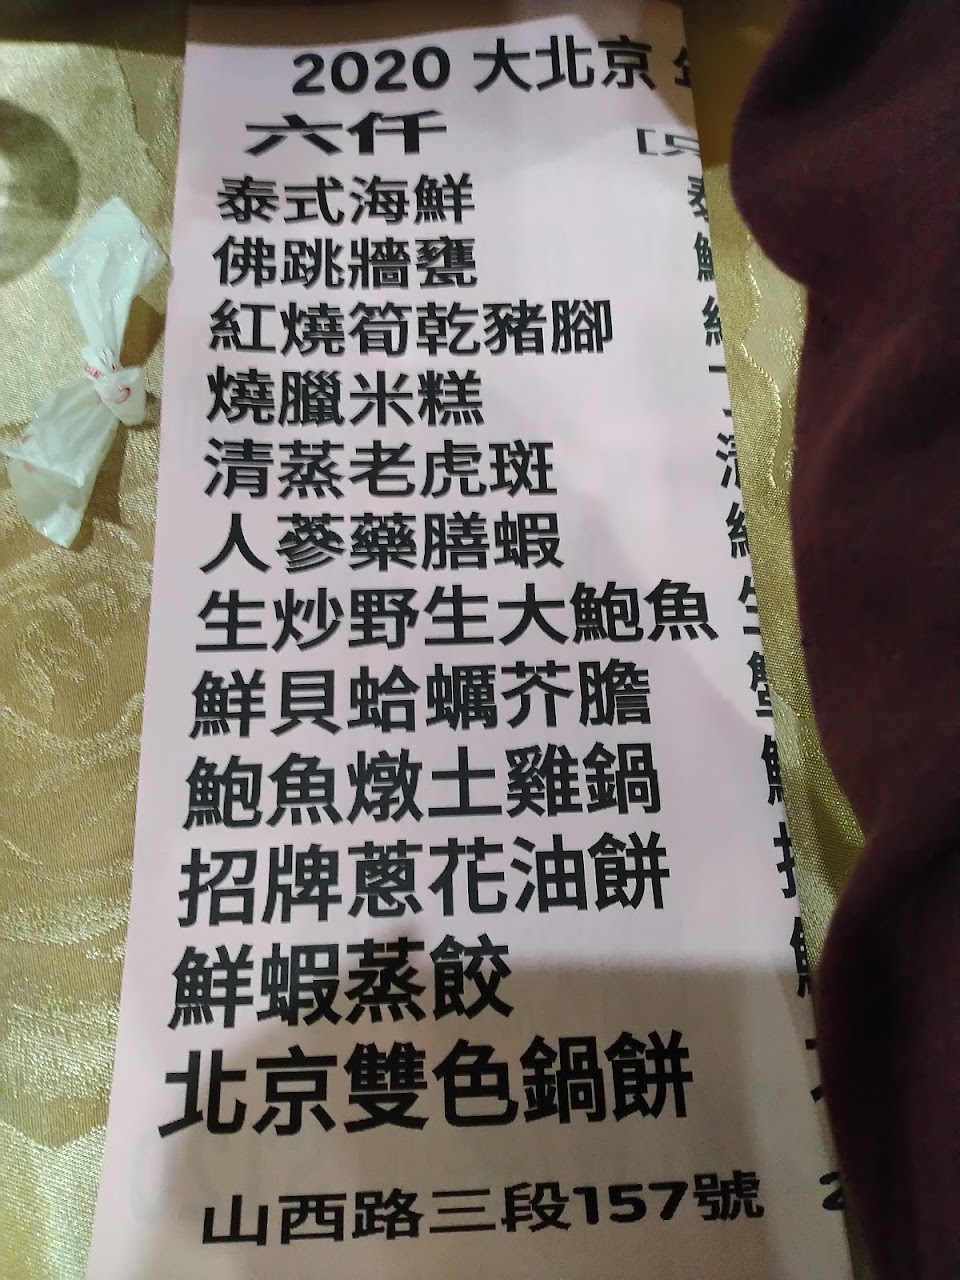 2020 大北京
六仟
泰式海鮮
佛跳牆甕
紅燒筍乾豬腳
燒臘米糕
清蒸老虎斑
人蔘藥膳蝦
生炒野生大鮑魚
鮮貝蛤蠣芥膽
鮑魚燉土雞鍋
招牌蔥花油餅
鮮蝦蒸餃
北京雙色鍋餅
山西路三段157號